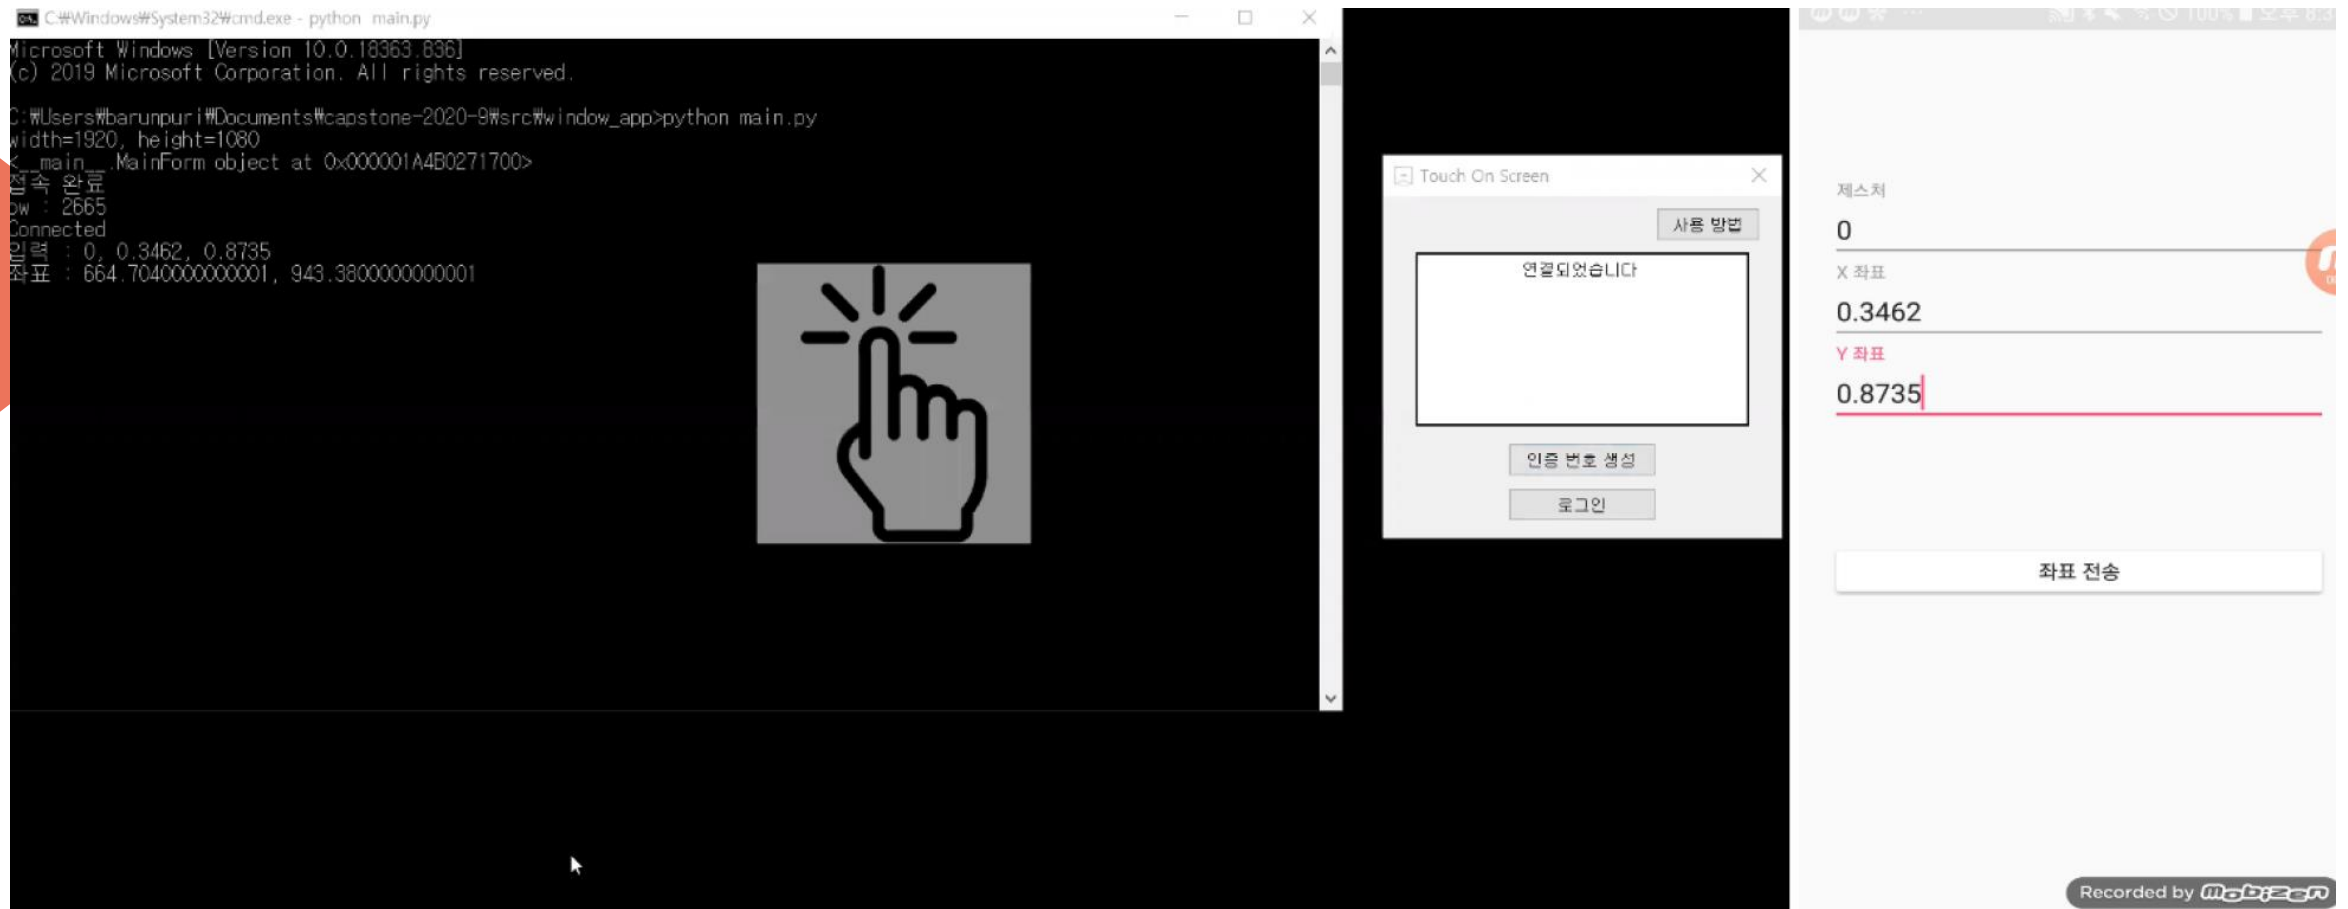 C:\Windows\System32\cmd.exe - python  main.py
Microsoft Windows [Version 10.0.18363.836]
(c) 2019 Microsoft Corporation. All rights reserved.
C:\Users\barunpuri\Documents\capstone-2020-9\src\window_app>python main.py
width=1920, height=1080
<__main__.MainForm object at 0x000001A4B0271700>
접속 완료
pw : 2665
Connected
입력 : 0, 0.3462, 0.8735
좌표 : 664.7040000000001, 943.3800000000001
Touch On Screen
사용 방법
연결되었습니다
인증 번호 생성
로그인
100% 오후 8:3
제스처
0
X 좌표
0.3462
Y 좌표
0.8735
좌표 전송
Recorded by mobizen